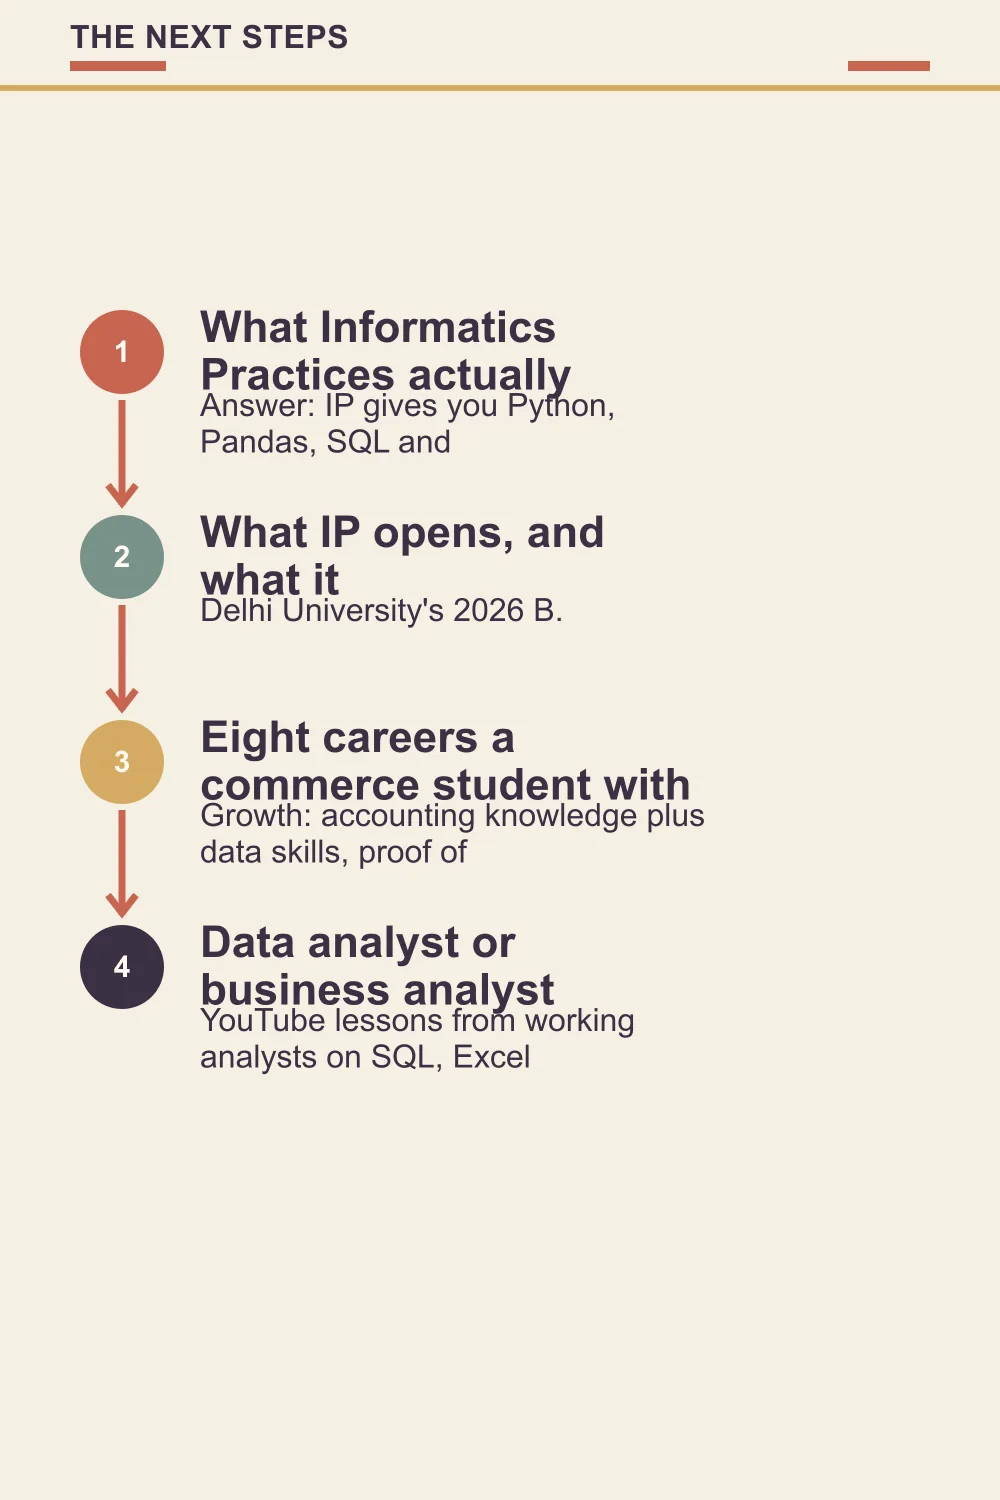 THE NEXT STEPS
1
What Informatics
Practices actually
Answer: IP gives you Python,
Pandas, SQL and
2
What IP opens, and
what it
Delhi University's 2026 B.
3
Eight careers a
commerce student with
Growth: accounting knowledge plus
data skills, proof of
4
Data analyst or
business analyst
YouTube lessons from working
analysts on SQL, Excel